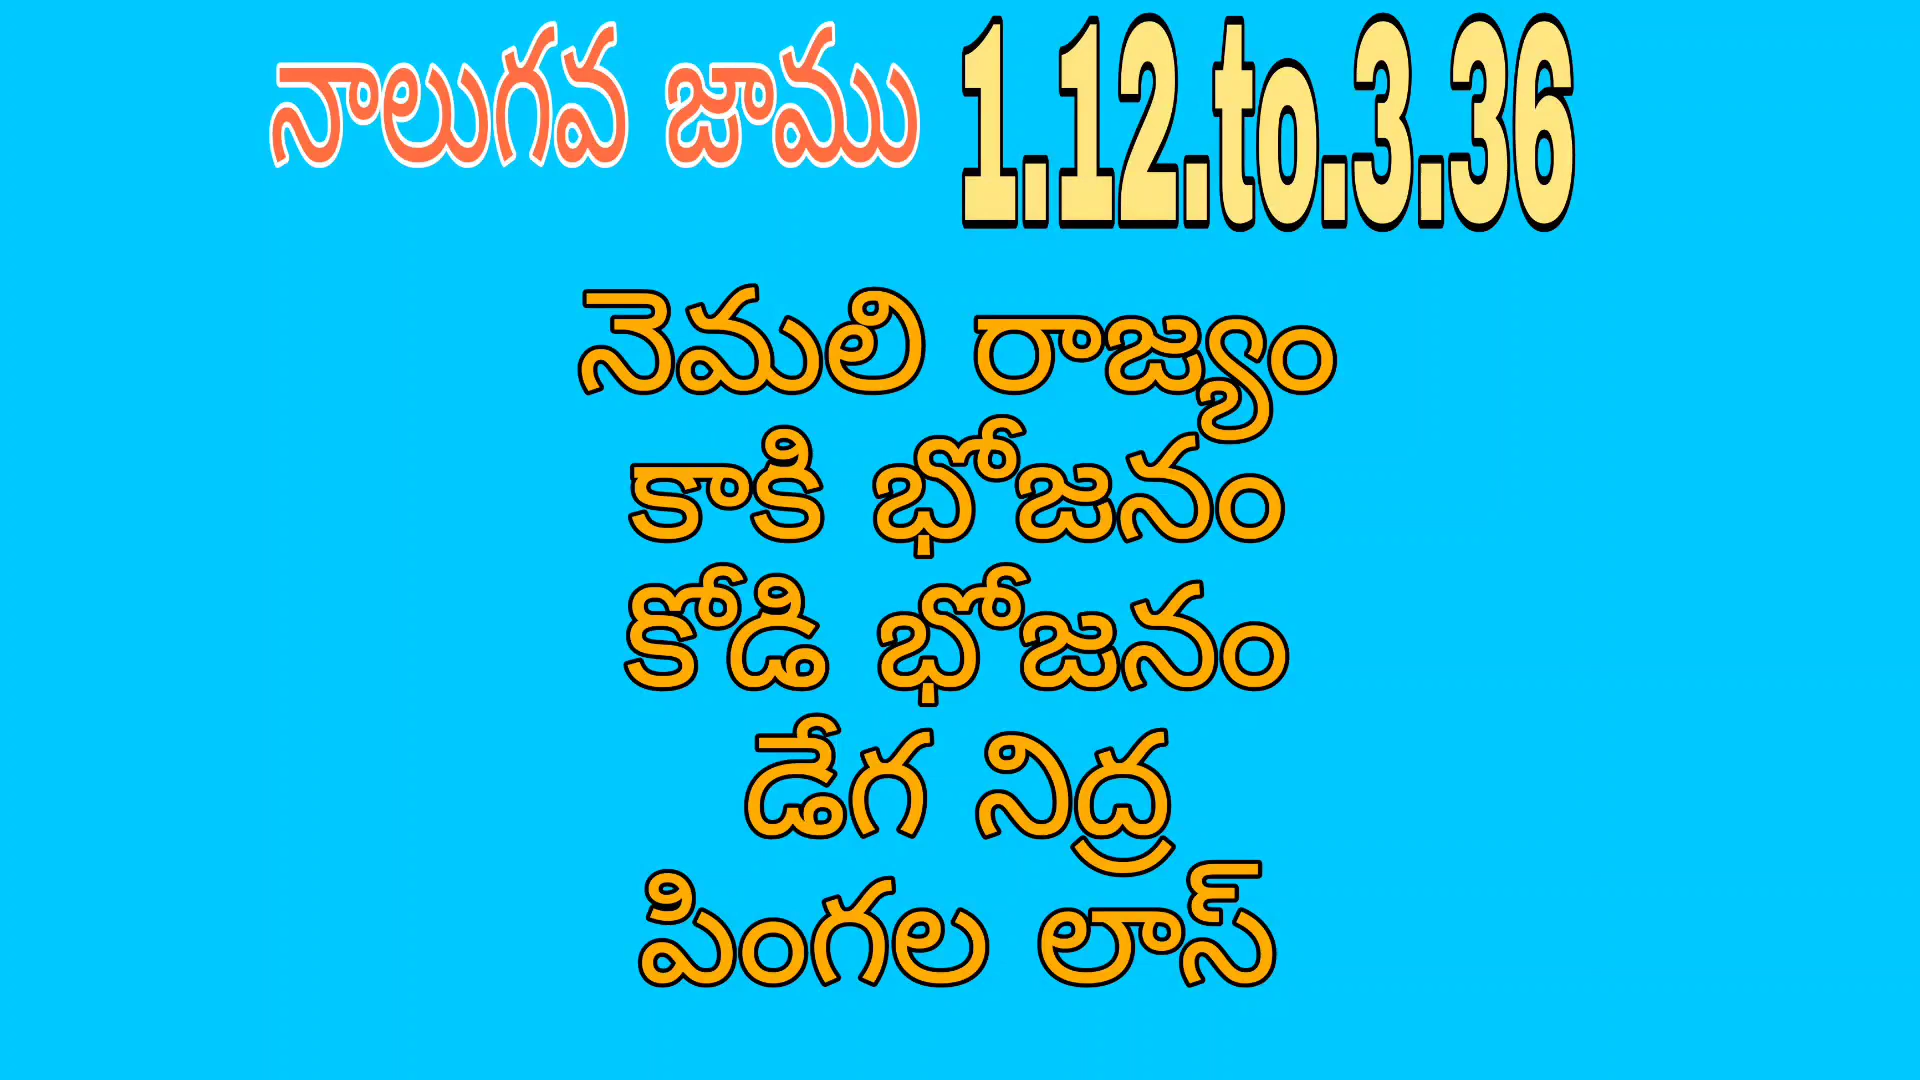 నాలుగవ జాము 1.12.to.3.36
నెమలి రాజ్యం
కాకి భోజనం
కోడి భోజనం
డేగ నిద్ర
పింగల లాస్